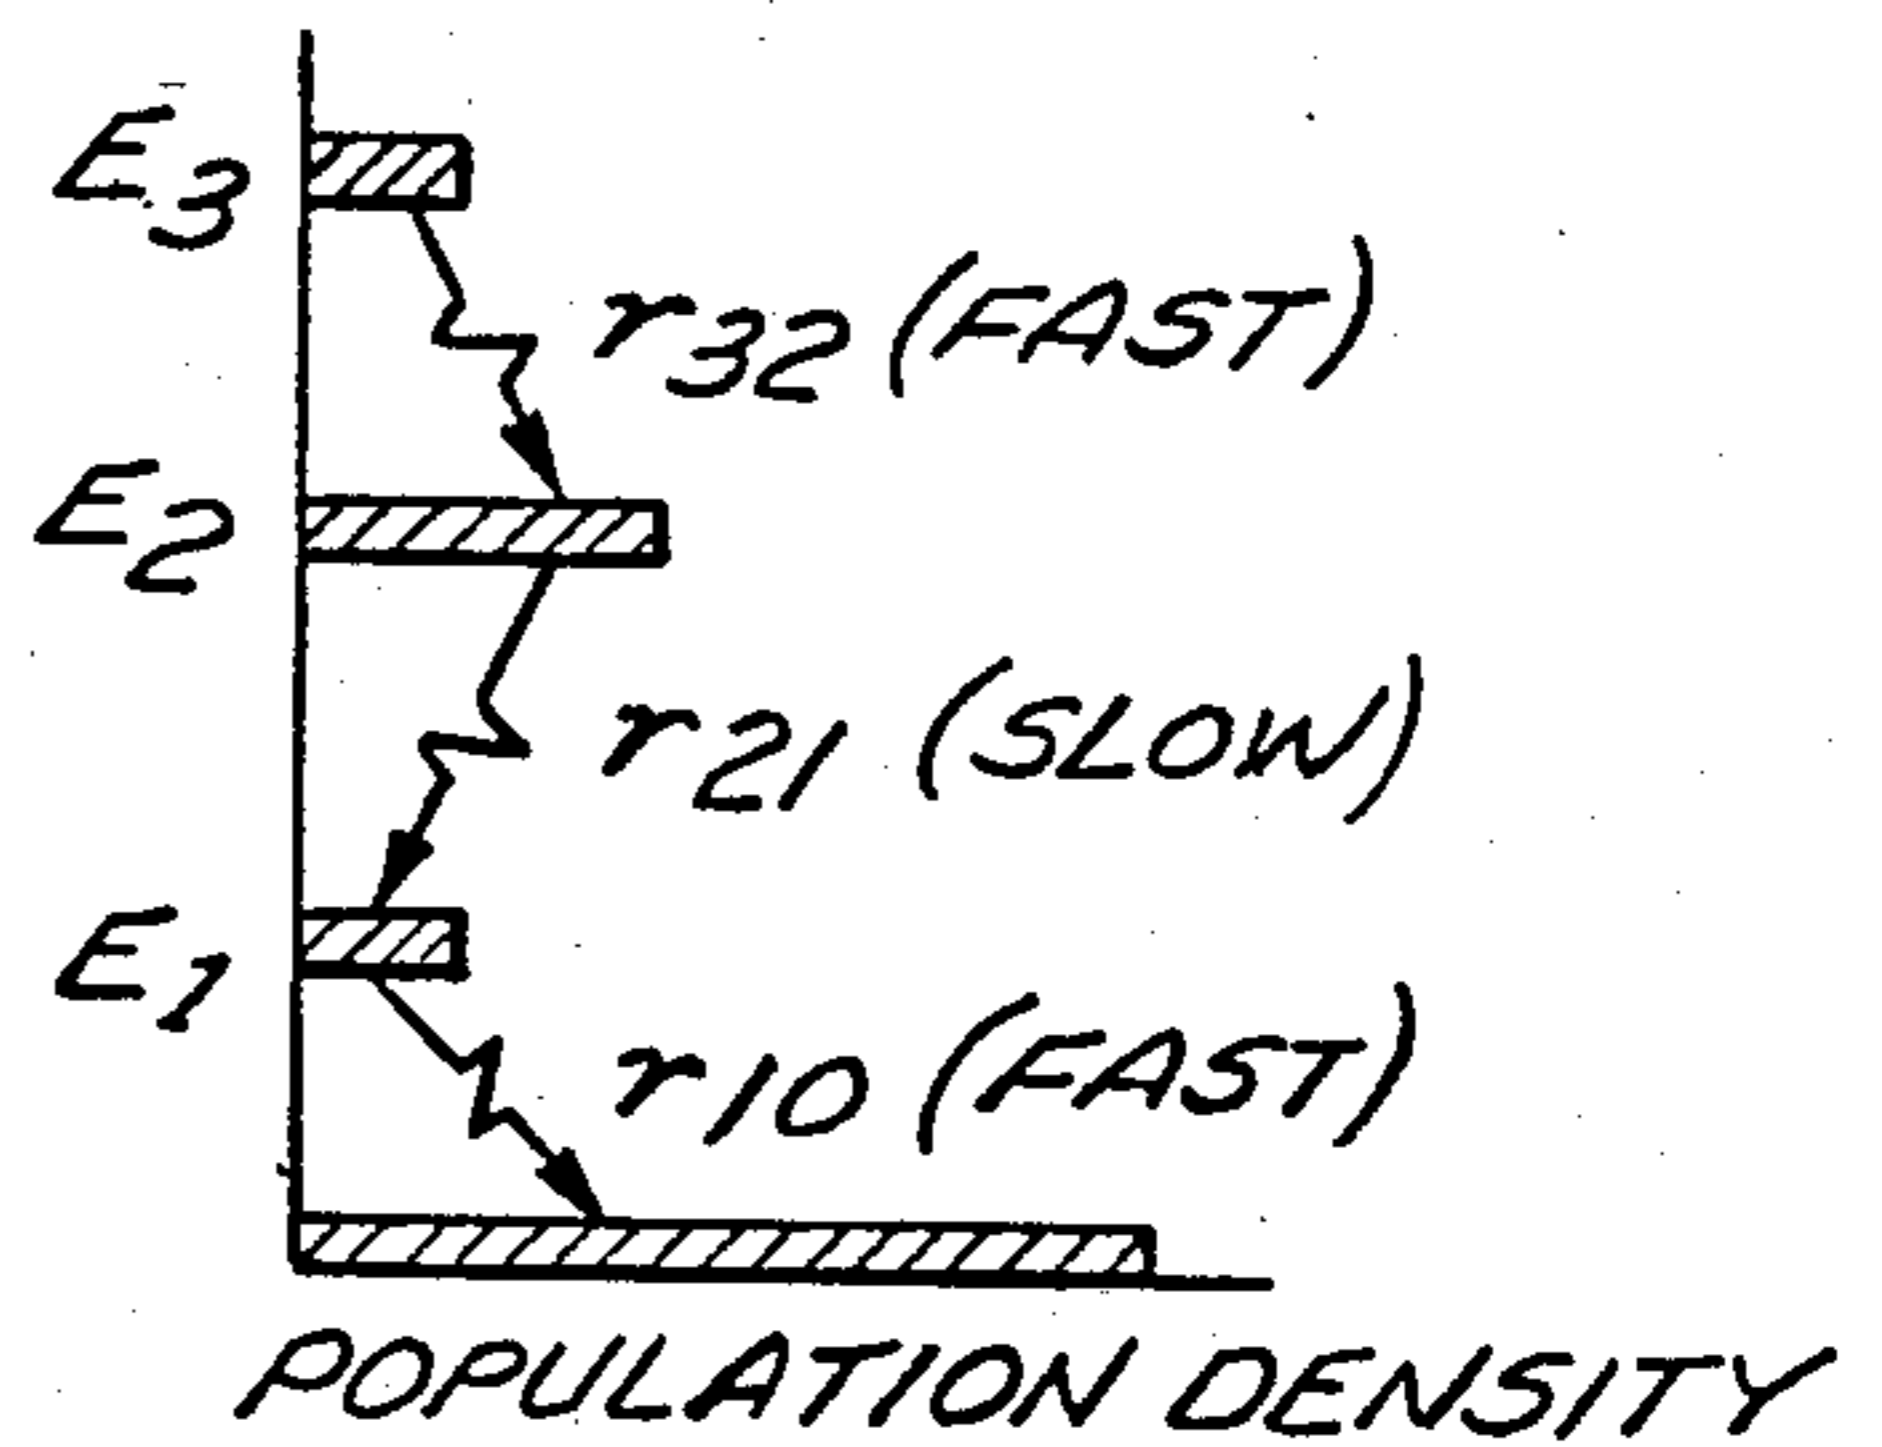 E3
r32 (FAST)
E2
r21 (SLOW)
E1
r10 (FAST)
POPULATION DENSITY